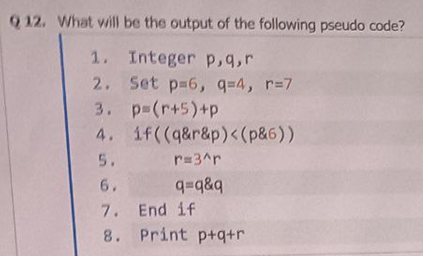 Q 12. What will be the output of the following pseudo code?
1. Integer p,q,r
2. Set p=6, q=4, r=7
3. p=(r+5)+p
4. if((q&r&p)<(p&6))
5. r=3^r
6. q=q&q
7. End if
8. Print p+q+r